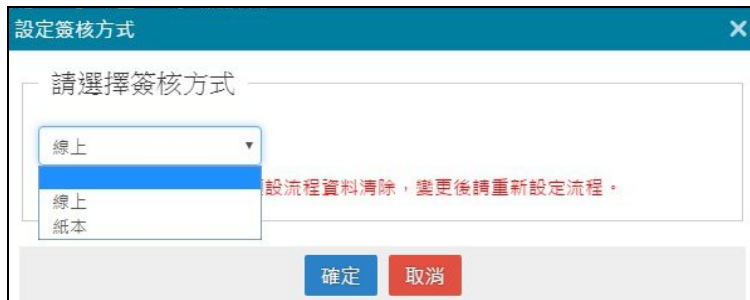 設定簽核方式
請選擇簽核方式
線上
設流程資料清除，變更後請重新設定流程。
線上
紙本
確定 取消